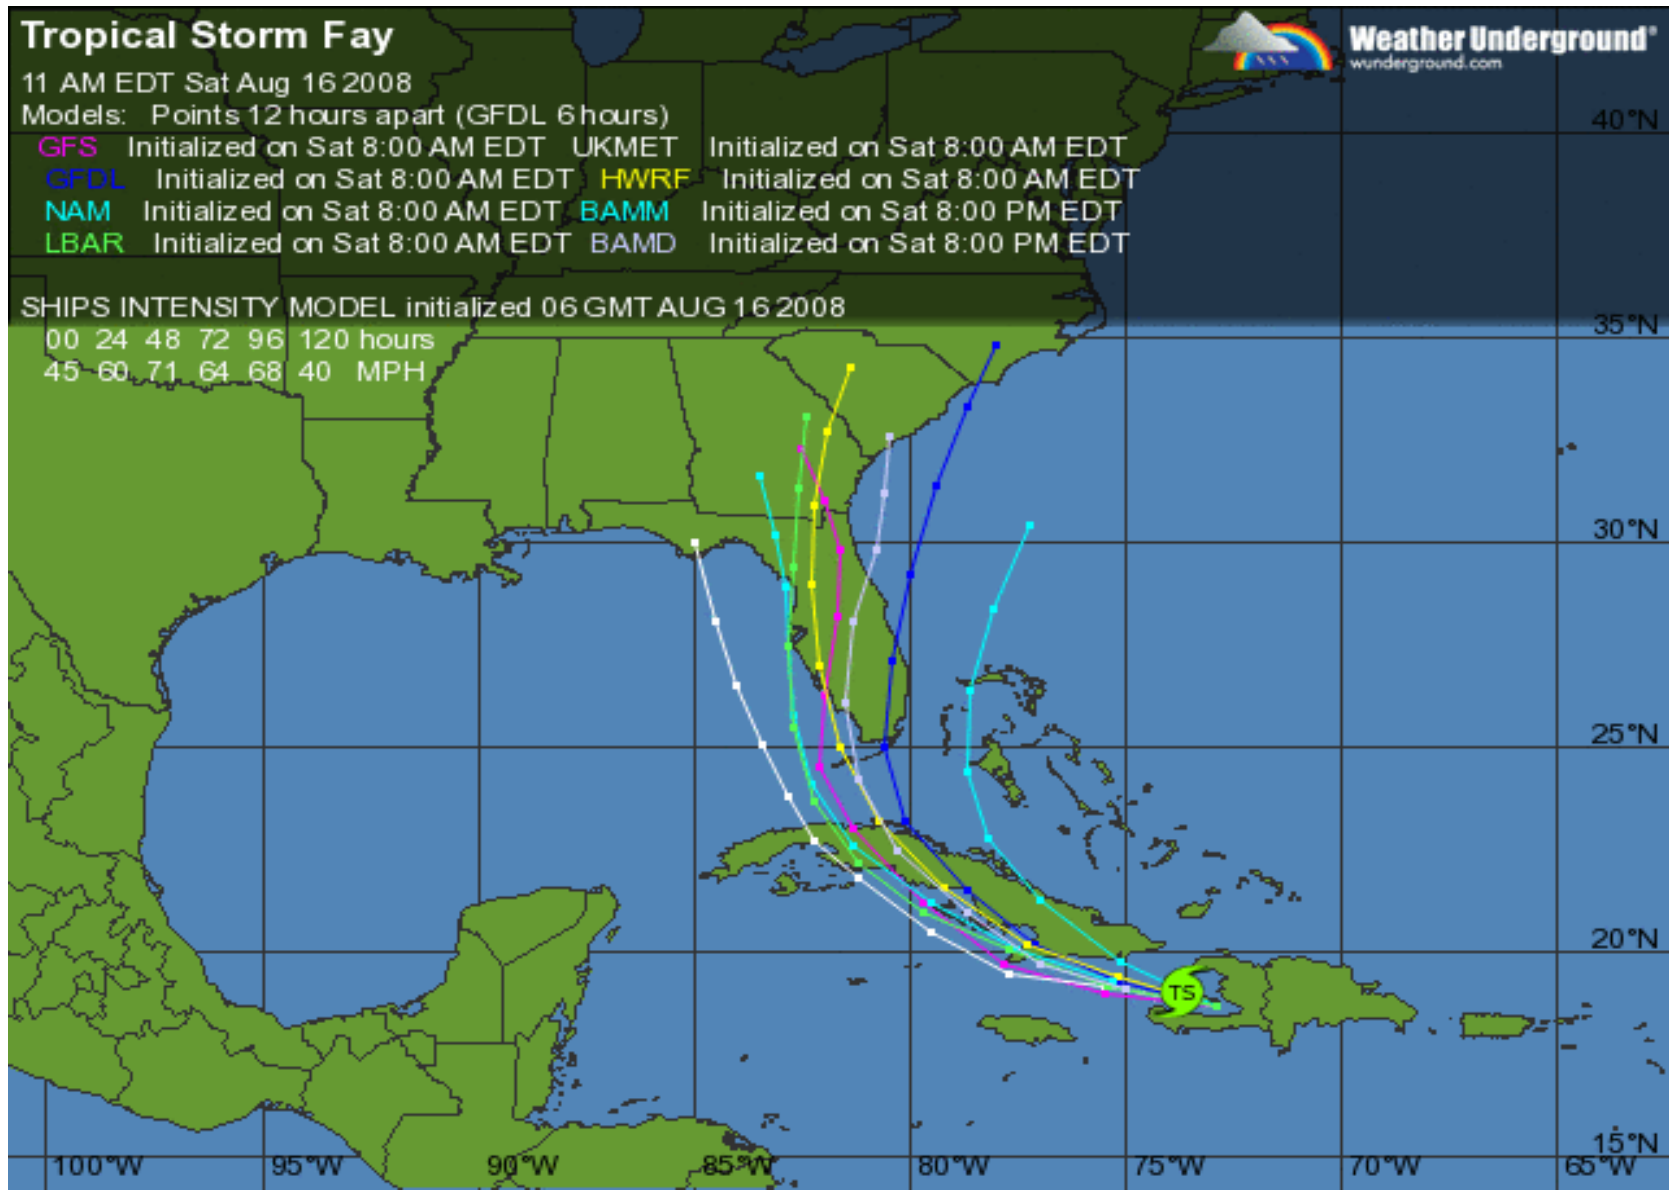 Tropical Storm Fay
Weather Underground®
wunderground.com
11 AM EDT Sat Aug 16 2008
Models: Points 12 hours apart (GFDL 6 hours)
GFS Initialized on Sat 8:00 AM EDT UKMET Initialized on Sat 8:00 AM EDT
GFDL Initialized on Sat 8:00 AM EDT HWRF Initialized on Sat 8:00 AM EDT
NAM Initialized on Sat 8:00 AM EDT BAMM Initialized on Sat 8:00 PM EDT
LBAR Initialized on Sat 8:00 AM EDT BAMD Initialized on Sat 8:00 PM EDT
SHIPS INTENSITY MODEL initialized 06 GMT AUG 16 2008
00 24 48 72 96 120 hours
45 60 71 64 68 40 MPH
40°N
35°N
30°N
25°N
20°N
TS
15°N
100°W 95°W 90°W 85°W 80°W 75°W 70°W 65°W